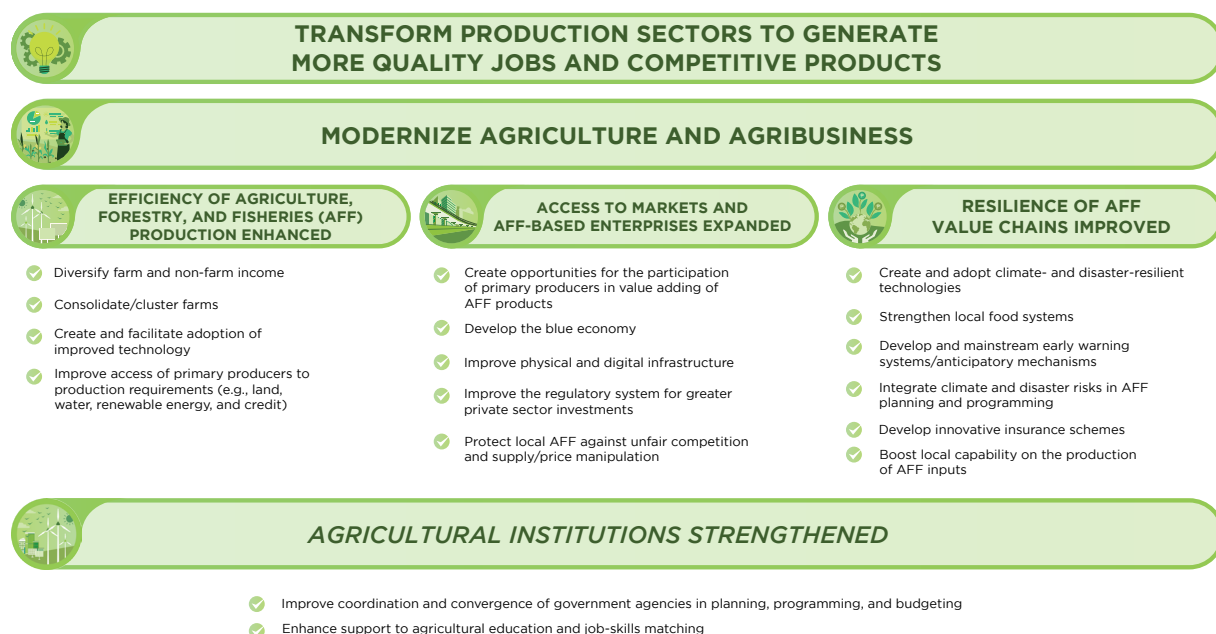 TRANSFORM PRODUCTION SECTORS TO GENERATE
MORE QUALITY JOBS AND COMPETITIVE PRODUCTS
MODERNIZE AGRICULTURE AND AGRIBUSINESS
EFFICIENCY OF AGRICULTURE,
FORESTRY, AND FISHERIES (AFF)
PRODUCTION ENHANCED
Diversify farm and non-farm income
Consolidate/cluster farms
Create and facilitate adoption of
improved technology
Improve access of primary producers to
production requirements (e.g., land,
water, renewable energy, and credit)
ACCESS TO MARKETS AND
AFF-BASED ENTERPRISES EXPANDED
Create opportunities for the participation
of primary producers in value adding of
AFF products
Develop the blue economy
Improve physical and digital infrastructure
Improve the regulatory system for greater
private sector investments
Protect local AFF against unfair competition
and supply/price manipulation
RESILIENCE OF AFF
VALUE CHAINS IMPROVED
Create and adopt climate- and disaster-resilient
technologies
Strengthen local food systems
Develop and mainstream early warning
systems/anticipatory mechanisms
Integrate climate and disaster risks in AFF
planning and programming
Develop innovative insurance schemes
Boost local capability on the production
of AFF inputs
AGRICULTURAL INSTITUTIONS STRENGTHENED
Improve coordination and convergence of government agencies in planning, programming, and budgeting
Enhance support to agricultural education and job-skills matching